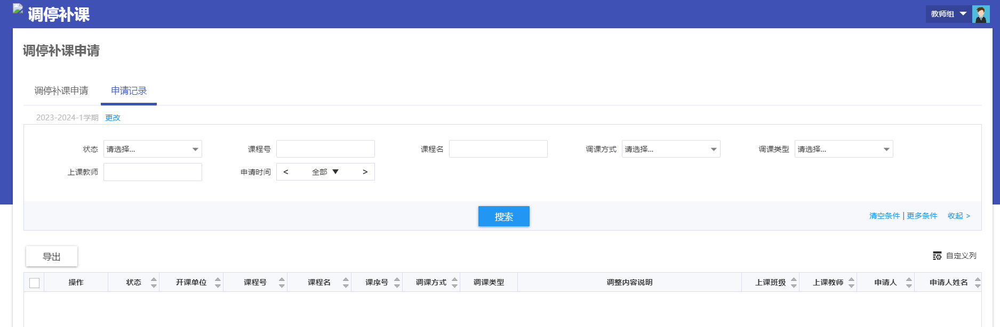 调停补课
教师组
调停补课申请
调停补课申请 申请记录
2023-2024-1学期 更改
状态 请选择... 课程号 课程名 调课方式 请选择... 调课类型 请选择...
上课教师 申请时间 < 全部 ▼ >
搜索
清空条件 | 更多条件 收起 >
导出
自定义列
操作 状态 开课单位 课程号 课程名 课序号 调课方式 调课类型 调整内容说明 上课班级 上课教师 申请人 申请人姓名